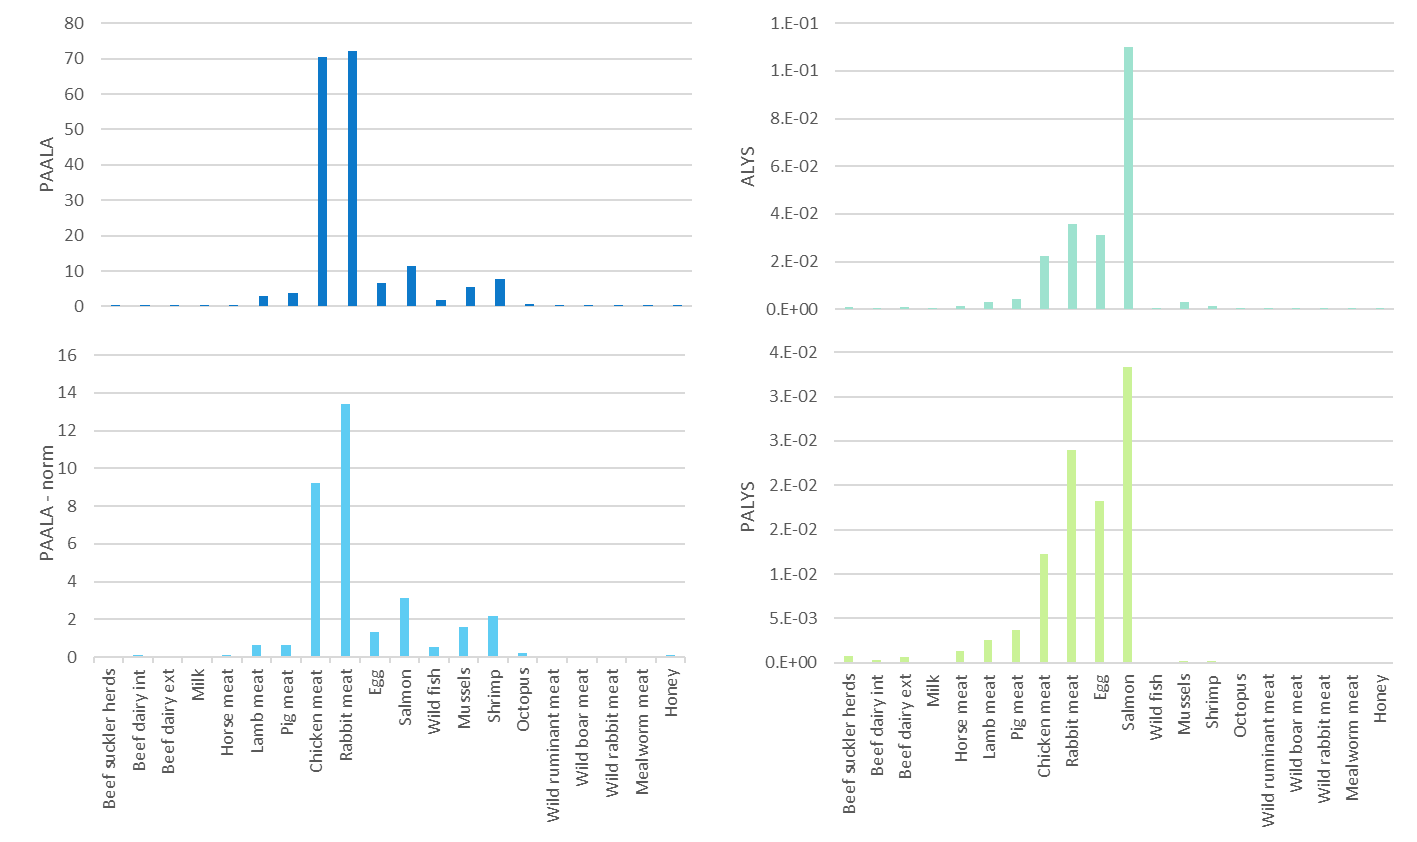 80
70
60
50
40
30
20
10
0
PAALA
1.E-01
1.E-01
8.E-02
6.E-02
4.E-02
2.E-02
0.E+00
ALYS
16
14
12
10
8
6
4
2
0
PAALA - norm
Beef suckler herds
Beef dairy int
Beef dairy ext
Milk
Horse meat
Lamb meat
Pig meat
Chicken meat
Rabbit meat
Egg
Salmon
Wild fish
Mussels
Shrimp
Octopus
Wild ruminant meat
Wild boar meat
Wild rabbit meat
Mealworm meat
Honey
4.E-02
3.E-02
3.E-02
2.E-02
2.E-02
1.E-02
5.E-03
0.E+00
PALYS
Beef suckler herds
Beef dairy int
Beef dairy ext
Milk
Horse meat
Lamb meat
Pig meat
Chicken meat
Rabbit meat
Egg
Salmon
Wild fish
Mussels
Shrimp
Octopus
Wild ruminant meat
Wild boar meat
Wild rabbit meat
Mealworm meat
Honey